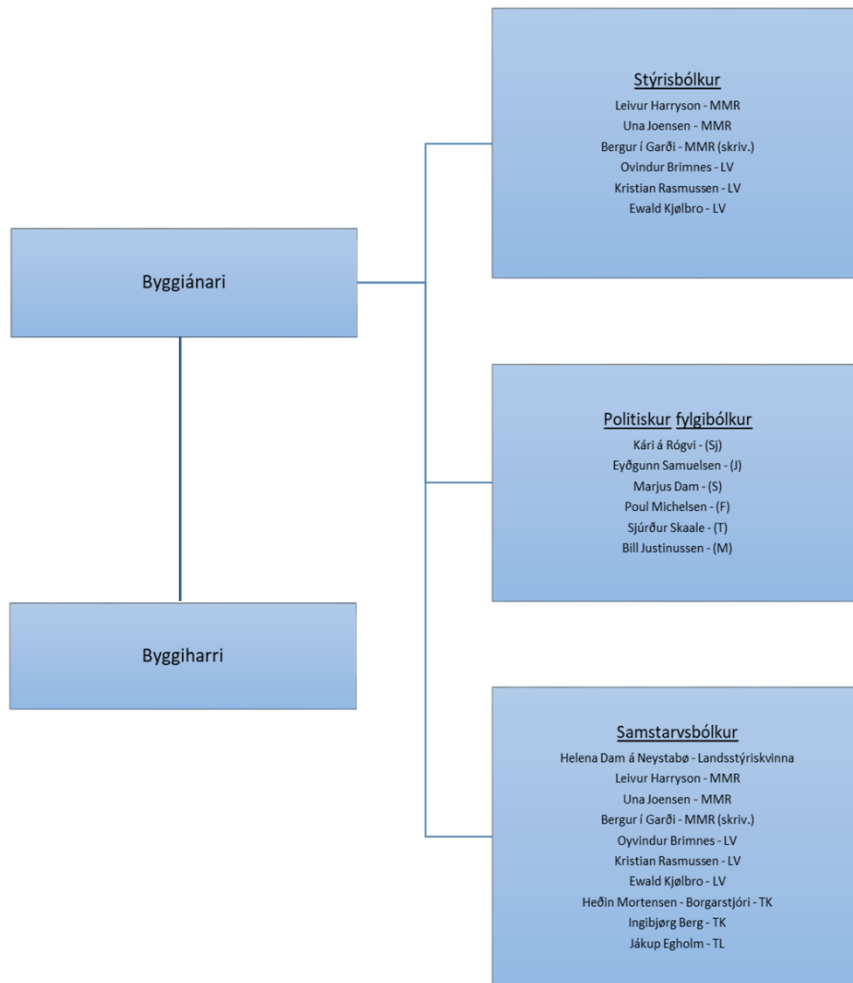 Stýrisbólkur
Leivur Harryson - MMR
Una Joensen - MMR
Bergur í Garði - MMR (skriv.)
Ovindur Brimnes - LV
Kristian Rasmussen - LV
Ewald Kjølbro - LV
Byggiánari
Politiskur fylgibólkur
Kári á Rógvi - (Sj)
Eyðgunn Samuelsen - (J)
Marjus Dam - (S)
Poul Michelsen - (F)
Sjúrður Skaale - (T)
Bill Justinussen - (M)
Byggiharri
Samstarvsbólkur
Helena Dam á Neystabø - Landsstýriskvinna
Leivur Harryson - MMR
Una Joensen - MMR
Bergur í Garði - MMR (skriv.)
Oyvindur Brimnes - LV
Kristian Rasmussen - LV
Ewald Kjølbro - LV
Heðin Mortensen - Borgarstjóri - TK
Ingibjørg Berg - TK
Jákup Egholm - TL